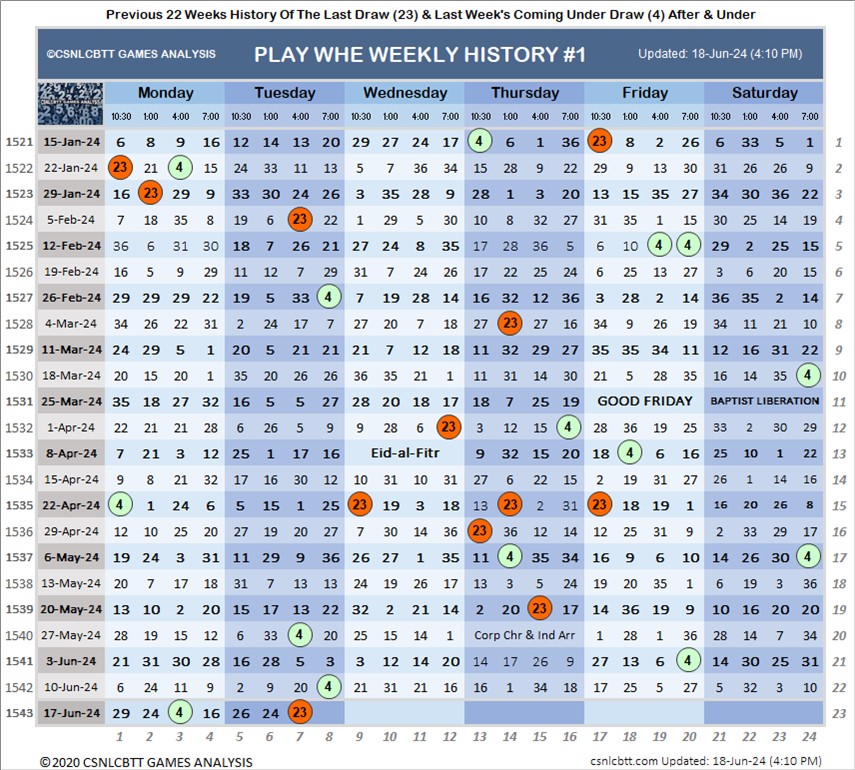 Previous 22 Weeks History Of The Last Draw (23) & Last Week's Coming Under Draw (4) After & Under
©CSNLCBTT GAMES ANALYSIS PLAY WHE WEEKLY HISTORY #1 Updated: 18-Jun-24 (4:10 PM)
Monday Tuesday Wednesday Thursday Friday Saturday
CSNLCBTT GAMES ANALYSIS 10:30 1:00 4:00 7:00 10:30 1:00 4:00 7:00 10:30 1:00 4:00 7:00 10:30 1:00 4:00 7:00 10:30 1:00 4:00 7:00 10:30 1:00 4:00 7:00
1521 15-Jan-24 6 8 9 16 12 14 13 20 29 27 24 17 4 6 1 36 23 8 2 26 6 33 5 1 1
1522 22-Jan-24 23 21 4 15 24 33 11 13 5 7 36 34 15 28 9 22 29 9 13 30 31 26 26 9 2
1523 29-Jan-24 16 23 29 9 33 30 24 26 3 35 28 9 28 1 3 20 13 15 35 27 34 30 36 22 3
1524 5-Feb-24 7 18 35 8 19 6 23 22 1 29 5 30 10 8 32 27 31 35 1 15 30 25 14 19 4
1525 12-Feb-24 36 6 31 30 18 7 26 21 27 24 8 35 17 28 36 5 6 10 4 4 29 2 25 15 5
1526 19-Feb-24 16 5 9 29 11 12 7 29 31 7 24 26 17 22 25 24 6 25 13 27 3 6 20 15 6
1527 26-Feb-24 29 29 29 22 19 5 33 4 7 19 28 14 16 32 12 36 3 28 2 14 36 35 2 14 7
1528 4-Mar-24 34 26 22 31 5 24 17 7 27 20 7 18 27 23 27 16 34 9 26 19 34 11 21 10 8
1529 11-Mar-24 24 29 5 1 20 5 21 21 21 7 12 18 11 32 29 27 35 35 34 11 12 16 31 22 9
1530 18-Mar-24 20 15 20 1 35 20 26 26 36 35 21 1 11 31 14 30 21 5 28 35 16 14 35 4 10
1531 25-Mar-24 35 18 27 32 16 5 5 27 28 20 18 17 18 7 25 19 GOOD FRIDAY BAPTIST LIBERATION 11
1532 1-Apr-24 22 21 21 28 6 26 5 9 9 28 6 23 3 12 15 4 28 36 19 25 33 2 30 29 12
1533 8-Apr-24 7 21 3 12 25 1 17 16 Eid-al-Fitr 9 32 15 20 18 4 6 16 25 10 1 22 13
1534 15-Apr-24 9 8 21 32 17 16 30 12 10 31 10 31 27 6 22 15 2 19 31 27 26 1 14 16 14
1535 22-Apr-24 4 1 24 6 5 15 1 25 23 19 3 18 13 23 2 31 23 18 19 1 16 20 26 8 15
1536 29-Apr-24 12 10 25 20 27 19 20 27 7 30 14 36 23 36 12 14 16 25 31 9 2 33 29 17 16
1537 6-May-24 19 24 3 31 11 29 9 36 26 27 1 35 11 4 35 34 16 9 6 10 14 26 30 4 17
1538 13-May-24 20 7 17 18 31 7 13 13 24 19 26 17 13 3 5 24 19 20 35 1 6 19 3 36 18
1539 20-May-24 13 10 2 20 15 17 13 22 32 2 21 14 2 20 23 17 14 36 19 9 10 16 20 20 19
1540 27-May-24 28 19 15 12 6 33 4 20 25 15 14 1 Corp Chr & Ind Arr 1 28 1 36 28 14 7 34 20
1541 3-Jun-24 21 31 30 28 16 28 5 3 3 12 14 20 14 17 26 9 27 13 6 4 14 30 25 31 21
1542 10-Jun-24 6 24 11 9 2 9 20 8 21 31 21 16 16 1 34 18 17 25 5 27 5 32 3 10 22
1543 17-Jun-24 29 24 4 16 26 24 23 23
1 2 3 4 5 6 7 8 9 10 11 12 13 14 15 16 17 18 19 20 21 22 23 24
©2020 CSNLCBTT GAMES ANALYSIS csnlcbtt.com Updated: 18-Jun-24 (4:10 PM)